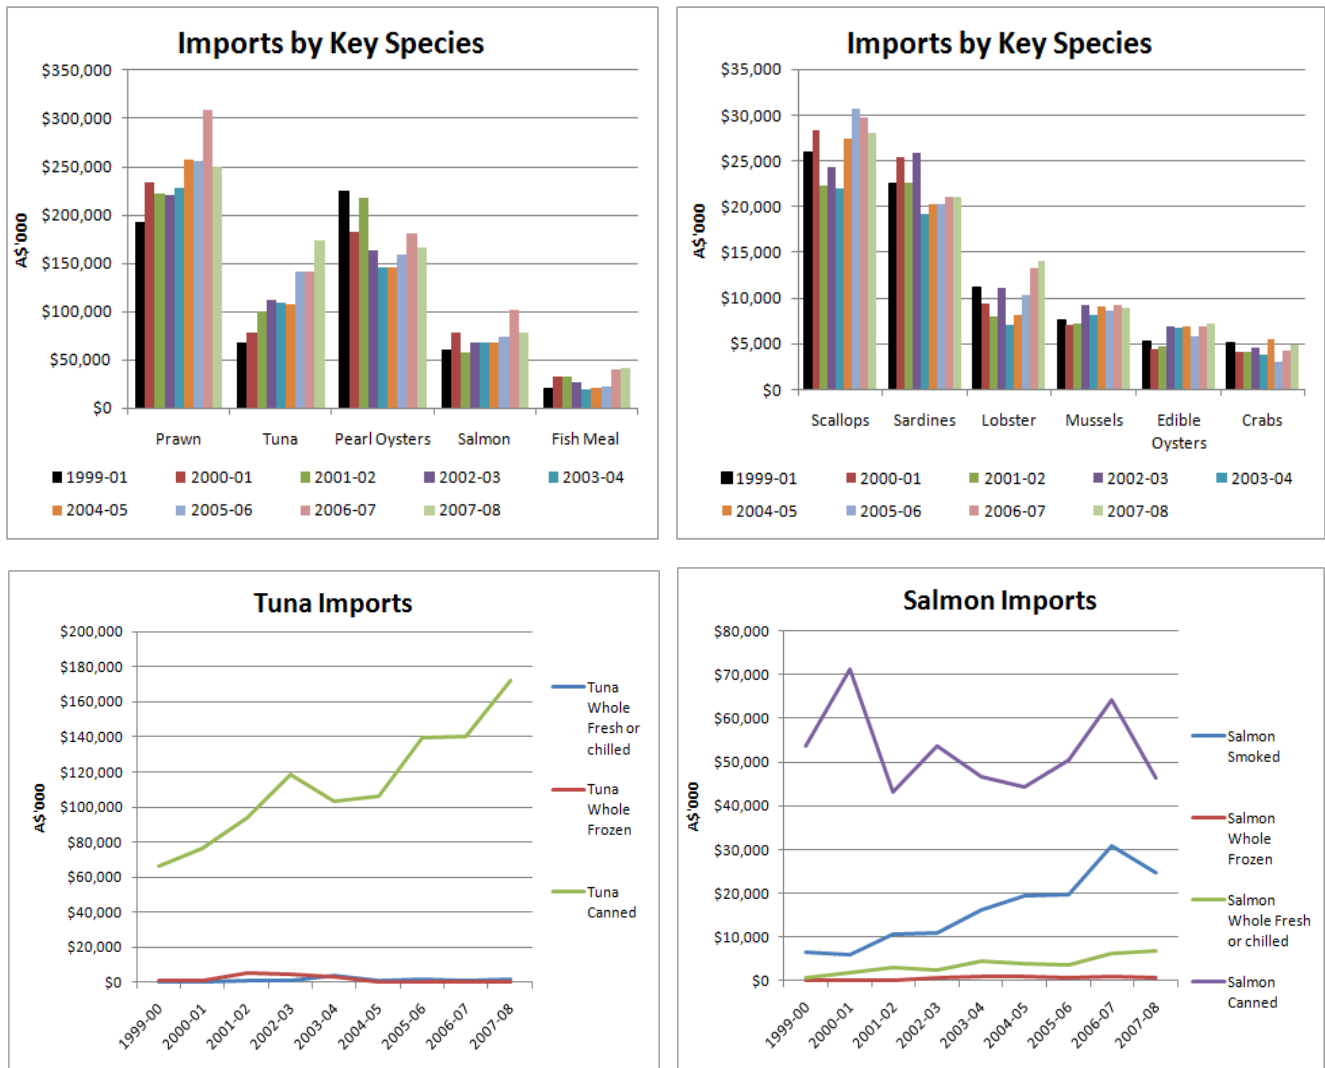 Imports by Key Species
$350,000
$300,000
$250,000
$200,000
$150,000
$100,000
$50,000
$0
A$'000
Prawn Tuna Pearl Oysters Salmon Fish Meal
1999-01 2000-01 2001-02 2002-03 2003-04
2004-05 2005-06 2006-07 2007-08
Imports by Key Species
$35,000
$30,000
$25,000
$20,000
$15,000
$10,000
$5,000
$0
A$'000
Scallops Sardines Lobster Mussels Edible Crabs
Oysters
1999-01 2000-01 2001-02 2002-03 2003-04
2004-05 2005-06 2006-07 2007-08
Tuna Imports
$200,000
$180,000
$160,000
$140,000
$120,000
$100,000
$80,000
$60,000
$40,000
$20,000
$0
A$'000
1999-00 2000-01 2001-02 2002-03 2003-04 2004-05 2005-06 2006-07 2007-08
Tuna
Whole
Fresh or
chilled
Tuna
Whole
Frozen
Tuna
Canned
Salmon Imports
$80,000
$70,000
$60,000
$50,000
$40,000
$30,000
$20,000
$10,000
$0
A$'000
1999-00 2000-01 2001-02 2002-03 2003-04 2004-05 2005-06 2006-07 2007-08
Salmon
Smoked
Salmon
Whole
Frozen
Salmon
Whole Fresh
or chilled
Salmon
Canned